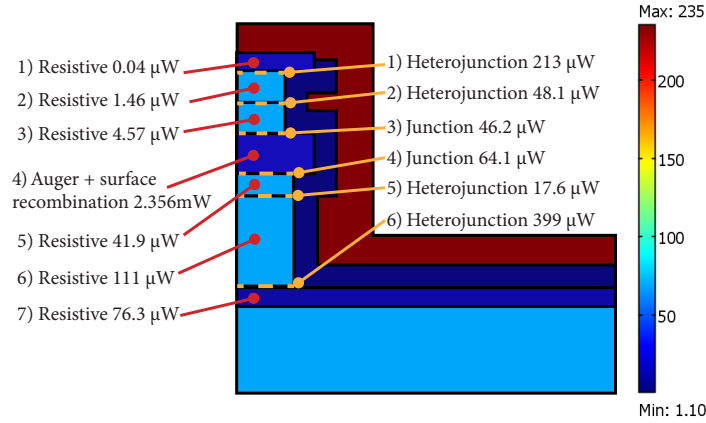 Max: 235
1) Resistive 0.04 µW
2) Resistive 1.46 µW
3) Resistive 4.57 µW
4) Auger + surface
recombination 2.356mW
5) Resistive 41.9 µW
6) Resistive 111 µW
7) Resistive 76.3 µW
1) Heterojunction 213 µW
2) Heterojunction 48.1 µW
3) Junction 46.2 µW
4) Junction 64.1 µW
5) Heterojunction 17.6 µW
6) Heterojunction 399 µW
200
150
100
50
Min: 1.10